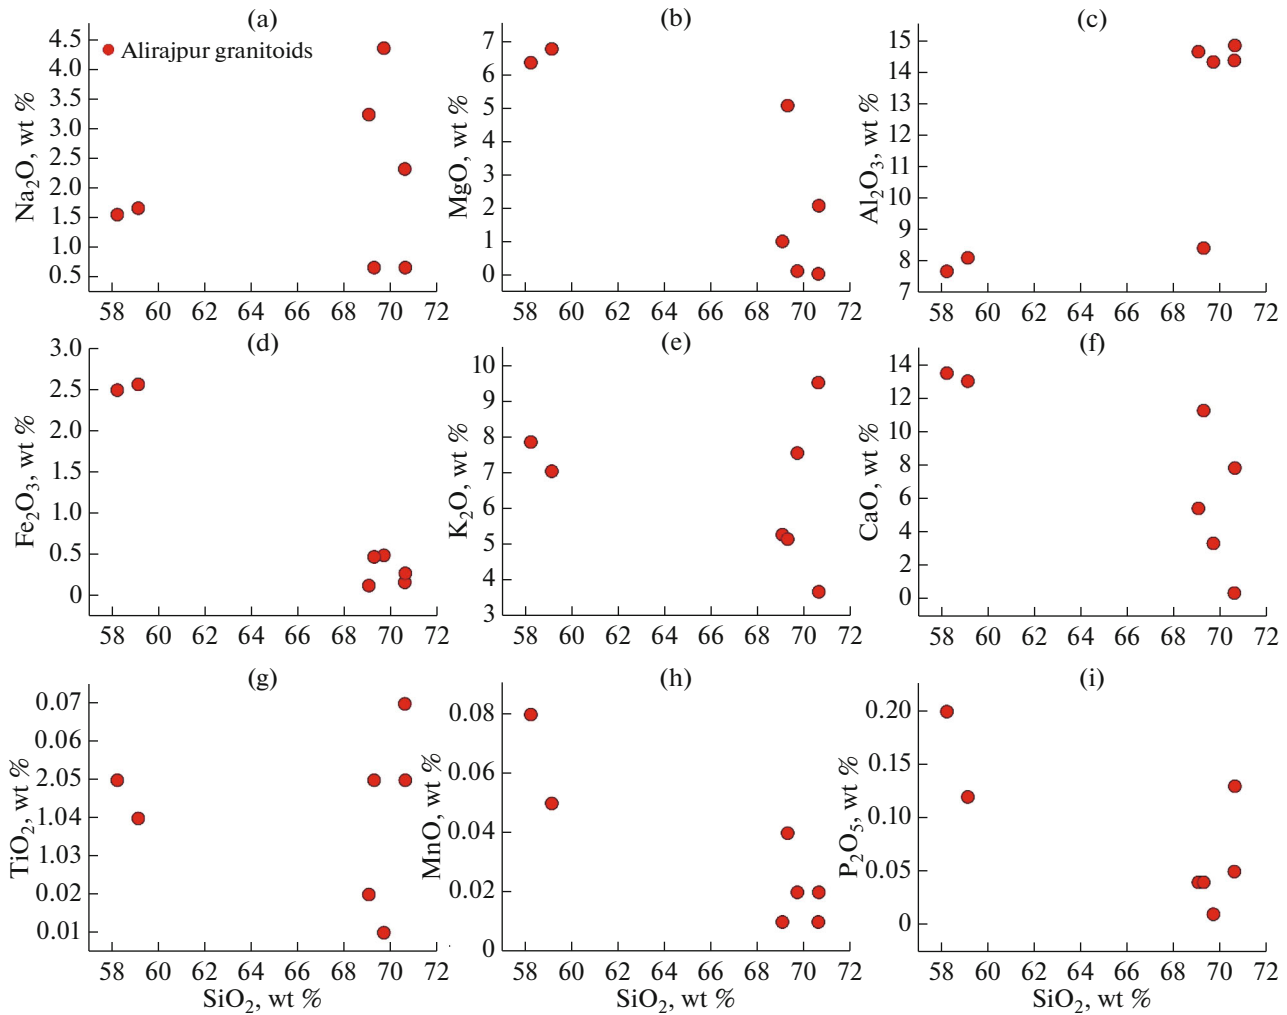 (a)
4.5
4.0
3.5
3.0
2.5
2.0
1.5
1.0
0.5
Na₂O, wt %
Alirajpur granitoids
58 60 62 64 66 68 70 72
(b)
7
6
5
4
3
2
1
0
MgO, wt %
58 60 62 64 66 68 70 72
(c)
15
14
13
12
11
10
9
8
7
Al₂O₃, wt %
58 60 62 64 66 68 70 72
(d)
3.0
2.5
2.0
1.5
1.0
0.5
0
Fe₂O₃, wt %
58 60 62 64 66 68 70 72
(e)
10
9
8
7
6
5
4
3
K₂O, wt %
58 60 62 64 66 68 70 72
(f)
14
12
10
8
6
4
2
0
CaO, wt %
58 60 62 64 66 68 70 72
(g)
0.07
0.06
2.05
1.04
1.03
0.02
0.01
TiO₂, wt %
58 60 62 64 66 68 70 72
SiO₂, wt %
(h)
0.08
0.06
0.04
0.02
0
MnO, wt %
58 60 62 64 66 68 70 72
SiO₂, wt %
(i)
0.20
0.15
0.10
0.05
0
P₂O₅, wt %
58 60 62 64 66 68 70 72
SiO₂, wt %